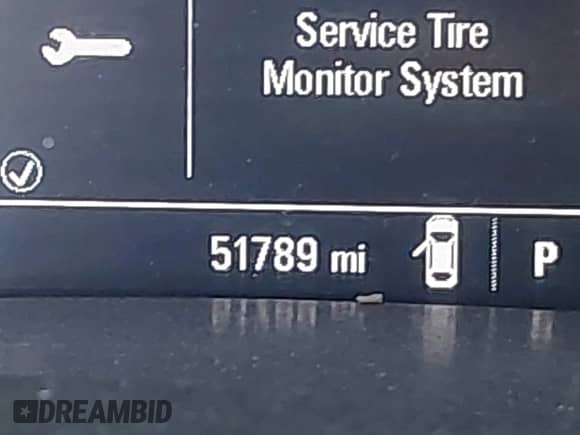 Service Tire
Monitor System
51789 mi
P
DREAMBID